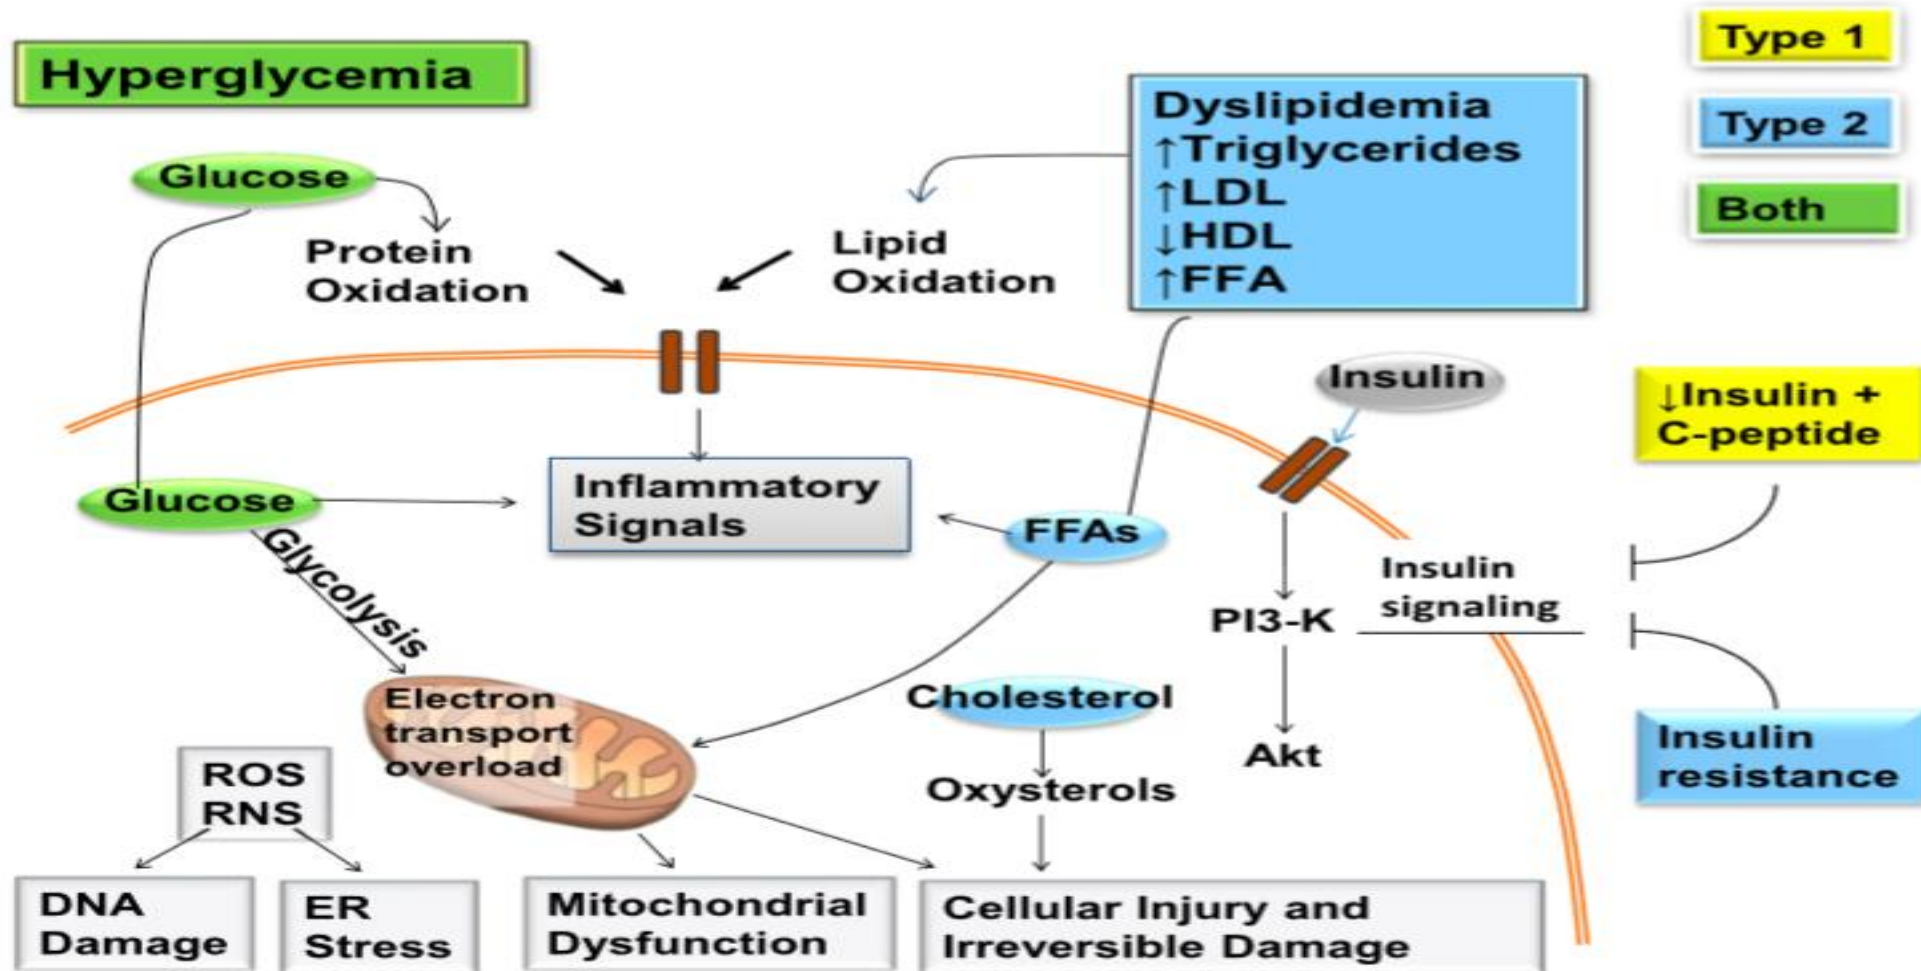 Hyperglycemia
Type 1
Type 2
Both
Dyslipidemia
↑Triglycerides
↑LDL
↓HDL
↑FFA
Glucose
Protein
Oxidation
Lipid
Oxidation
Insulin
↓Insulin +
C-peptide
Glucose
Inflammatory
Signals
FFAs
Glycolysis
Insulin
signaling
PI3-K
Electron
transport
overload
Cholesterol
Oxysterols
Akt
Insulin
resistance
ROS
RNS
DNA
Damage
ER
Stress
Mitochondrial
Dysfunction
Cellular Injury and
Irreversible Damage